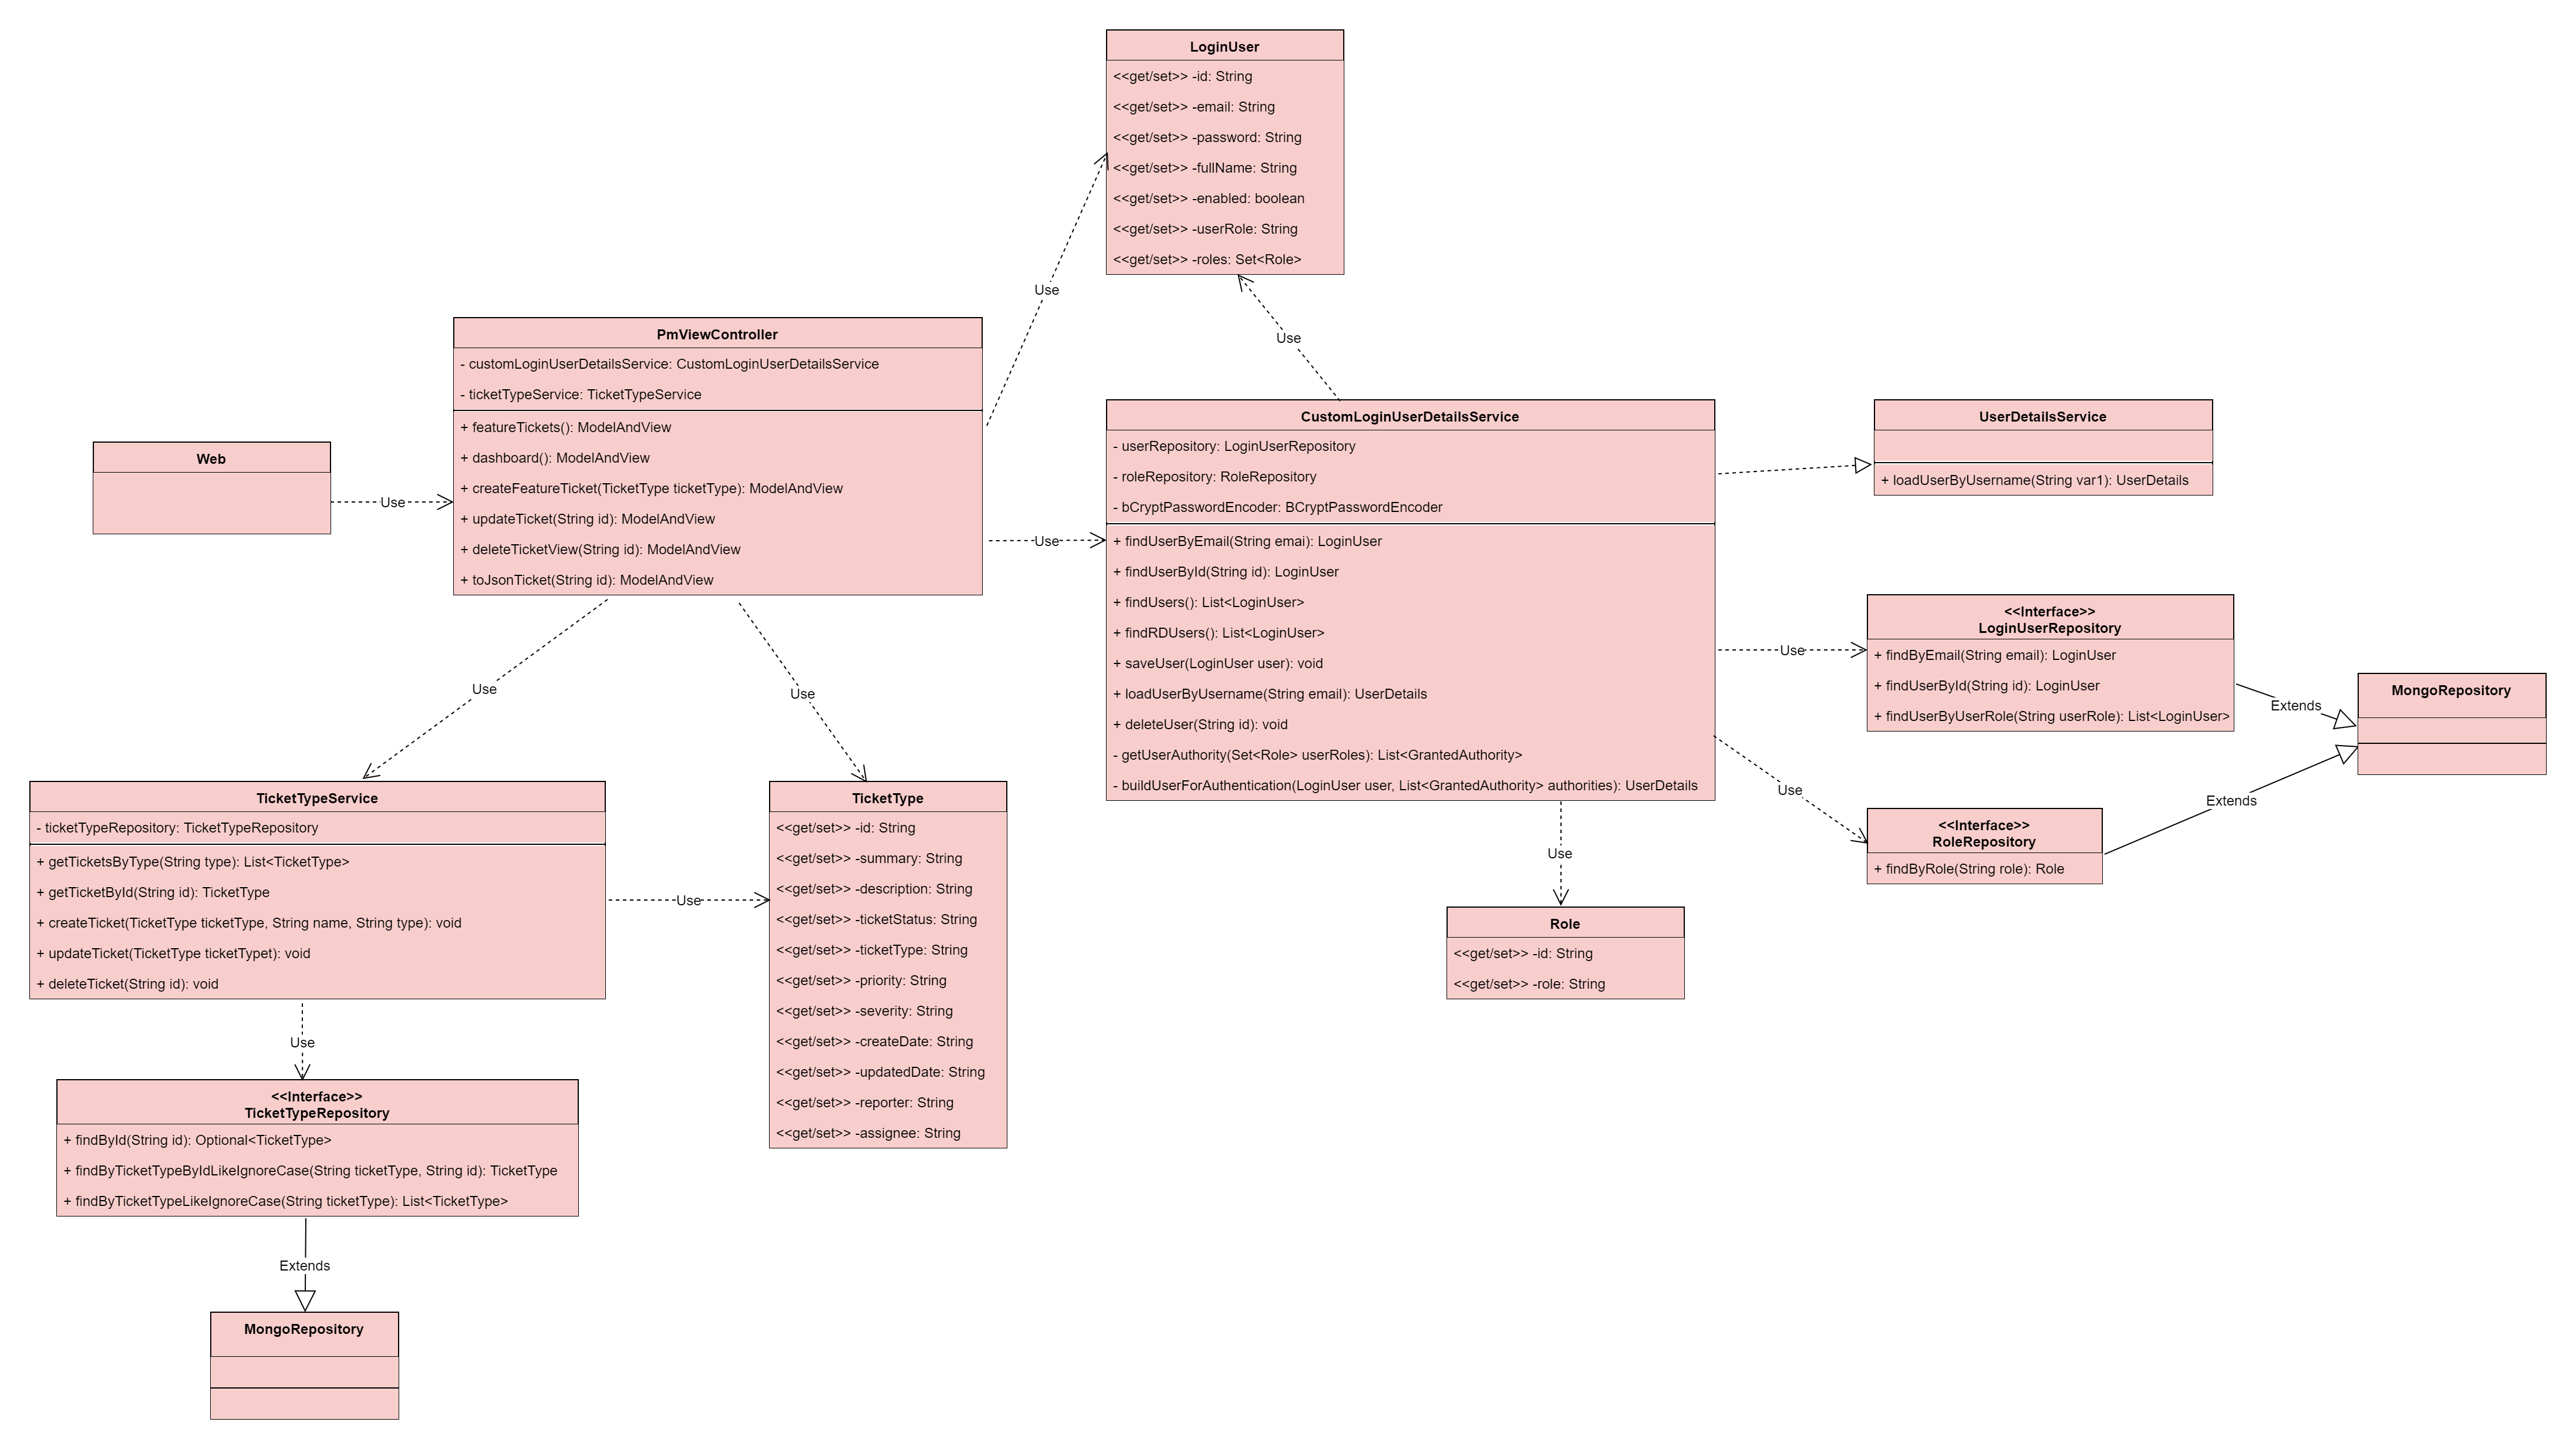 LoginUser
<<get/set>> -id: String
<<get/set>> -email: String
<<get/set>> -password: String
<<get/set>> -fullName: String
<<get/set>> -enabled: boolean
<<get/set>> -userRole: String
<<get/set>> -roles: Set<Role>
Use
Use
PmViewController
- customLoginUserDetailsService: CustomLoginUserDetailsService
- ticketTypeService: TicketTypeService
+ featureTickets(): ModelAndView
+ dashboard(): ModelAndView
+ createFeatureTicket(TicketType ticketType): ModelAndView
+ updateTicket(String id): ModelAndView
+ deleteTicketView(String id): ModelAndView
+ toJsonTicket(String id): ModelAndView
Web
Use
Use
CustomLoginUserDetailsService
- userRepository: LoginUserRepository
- roleRepository: RoleRepository
- bCryptPasswordEncoder: BCryptPasswordEncoder
+ findUserByEmail(String emai): LoginUser
+ findUserById(String id): LoginUser
+ findUsers(): List<LoginUser>
+ findRDUsers(): List<LoginUser>
+ saveUser(LoginUser user): void
+ loadUserByUsername(String email): UserDetails
+ deleteUser(String id): void
- getUserAuthority(Set<Role> userRoles): List<GrantedAuthority>
- buildUserForAuthentication(LoginUser user, List<GrantedAuthority> authorities): UserDetails
UserDetailsService
+ loadUserByUsername(String var1): UserDetails
Use
<<Interface>>
LoginUserRepository
+ findByEmail(String email): LoginUser
+ findUserById(String id): LoginUser
+ findUserByUserRole(String userRole): List<LoginUser>
Extends
MongoRepository
Extends
Use
<<Interface>>
RoleRepository
+ findByRole(String role): Role
Use
Role
<<get/set>> -id: String
<<get/set>> -role: String
Use
Use
TicketTypeService
- ticketTypeRepository: TicketTypeRepository
+ getTicketsByType(String type): List<TicketType>
+ getTicketById(String id): TicketType
+ createTicket(TicketType ticketType, String name, String type): void
+ updateTicket(TicketType ticketTypet): void
+ deleteTicket(String id): void
Use
TicketType
<<get/set>> -id: String
<<get/set>> -summary: String
<<get/set>> -description: String
<<get/set>> -ticketStatus: String
<<get/set>> -ticketType: String
<<get/set>> -priority: String
<<get/set>> -severity: String
<<get/set>> -createDate: String
<<get/set>> -updatedDate: String
<<get/set>> -reporter: String
<<get/set>> -assignee: String
Use
<<Interface>>
TicketTypeRepository
+ findById(String id): Optional<TicketType>
+ findByTicketTypeByIdLikeIgnoreCase(String ticketType, String id): TicketType
+ findByTicketTypeLikeIgnoreCase(String ticketType): List<TicketType>
Extends
MongoRepository